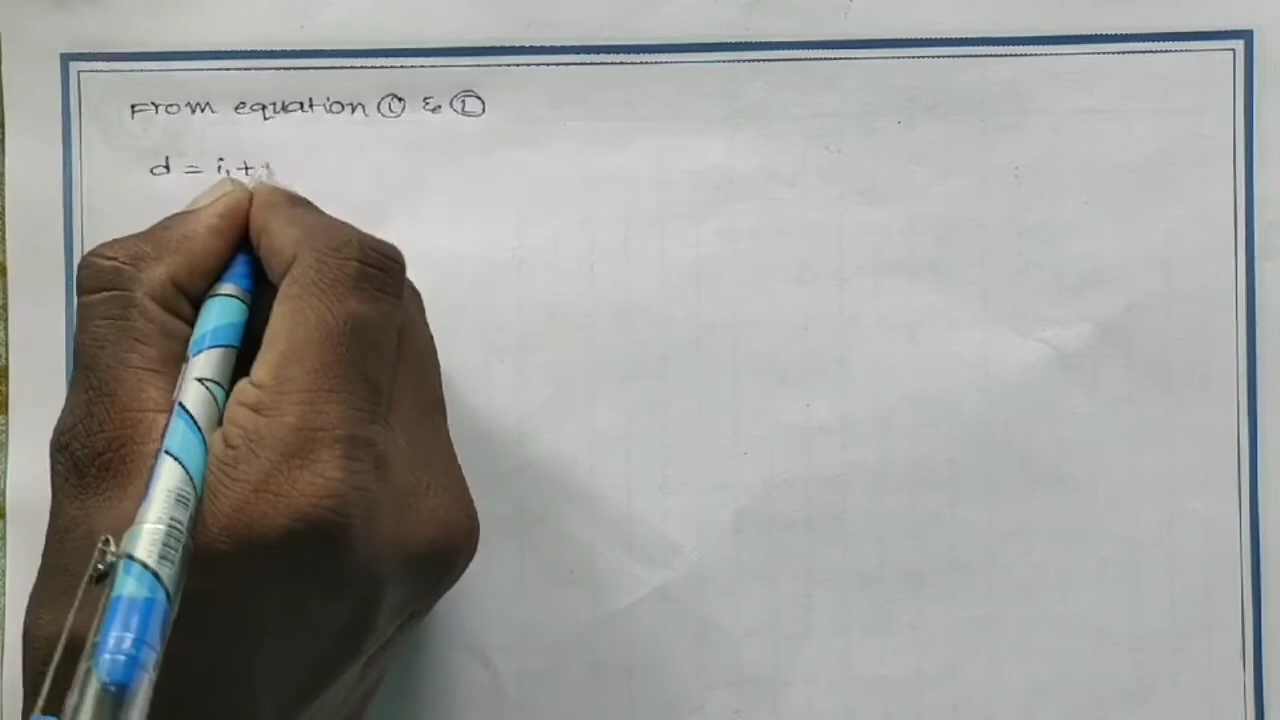 From equation ① & ②
d = i₁ +